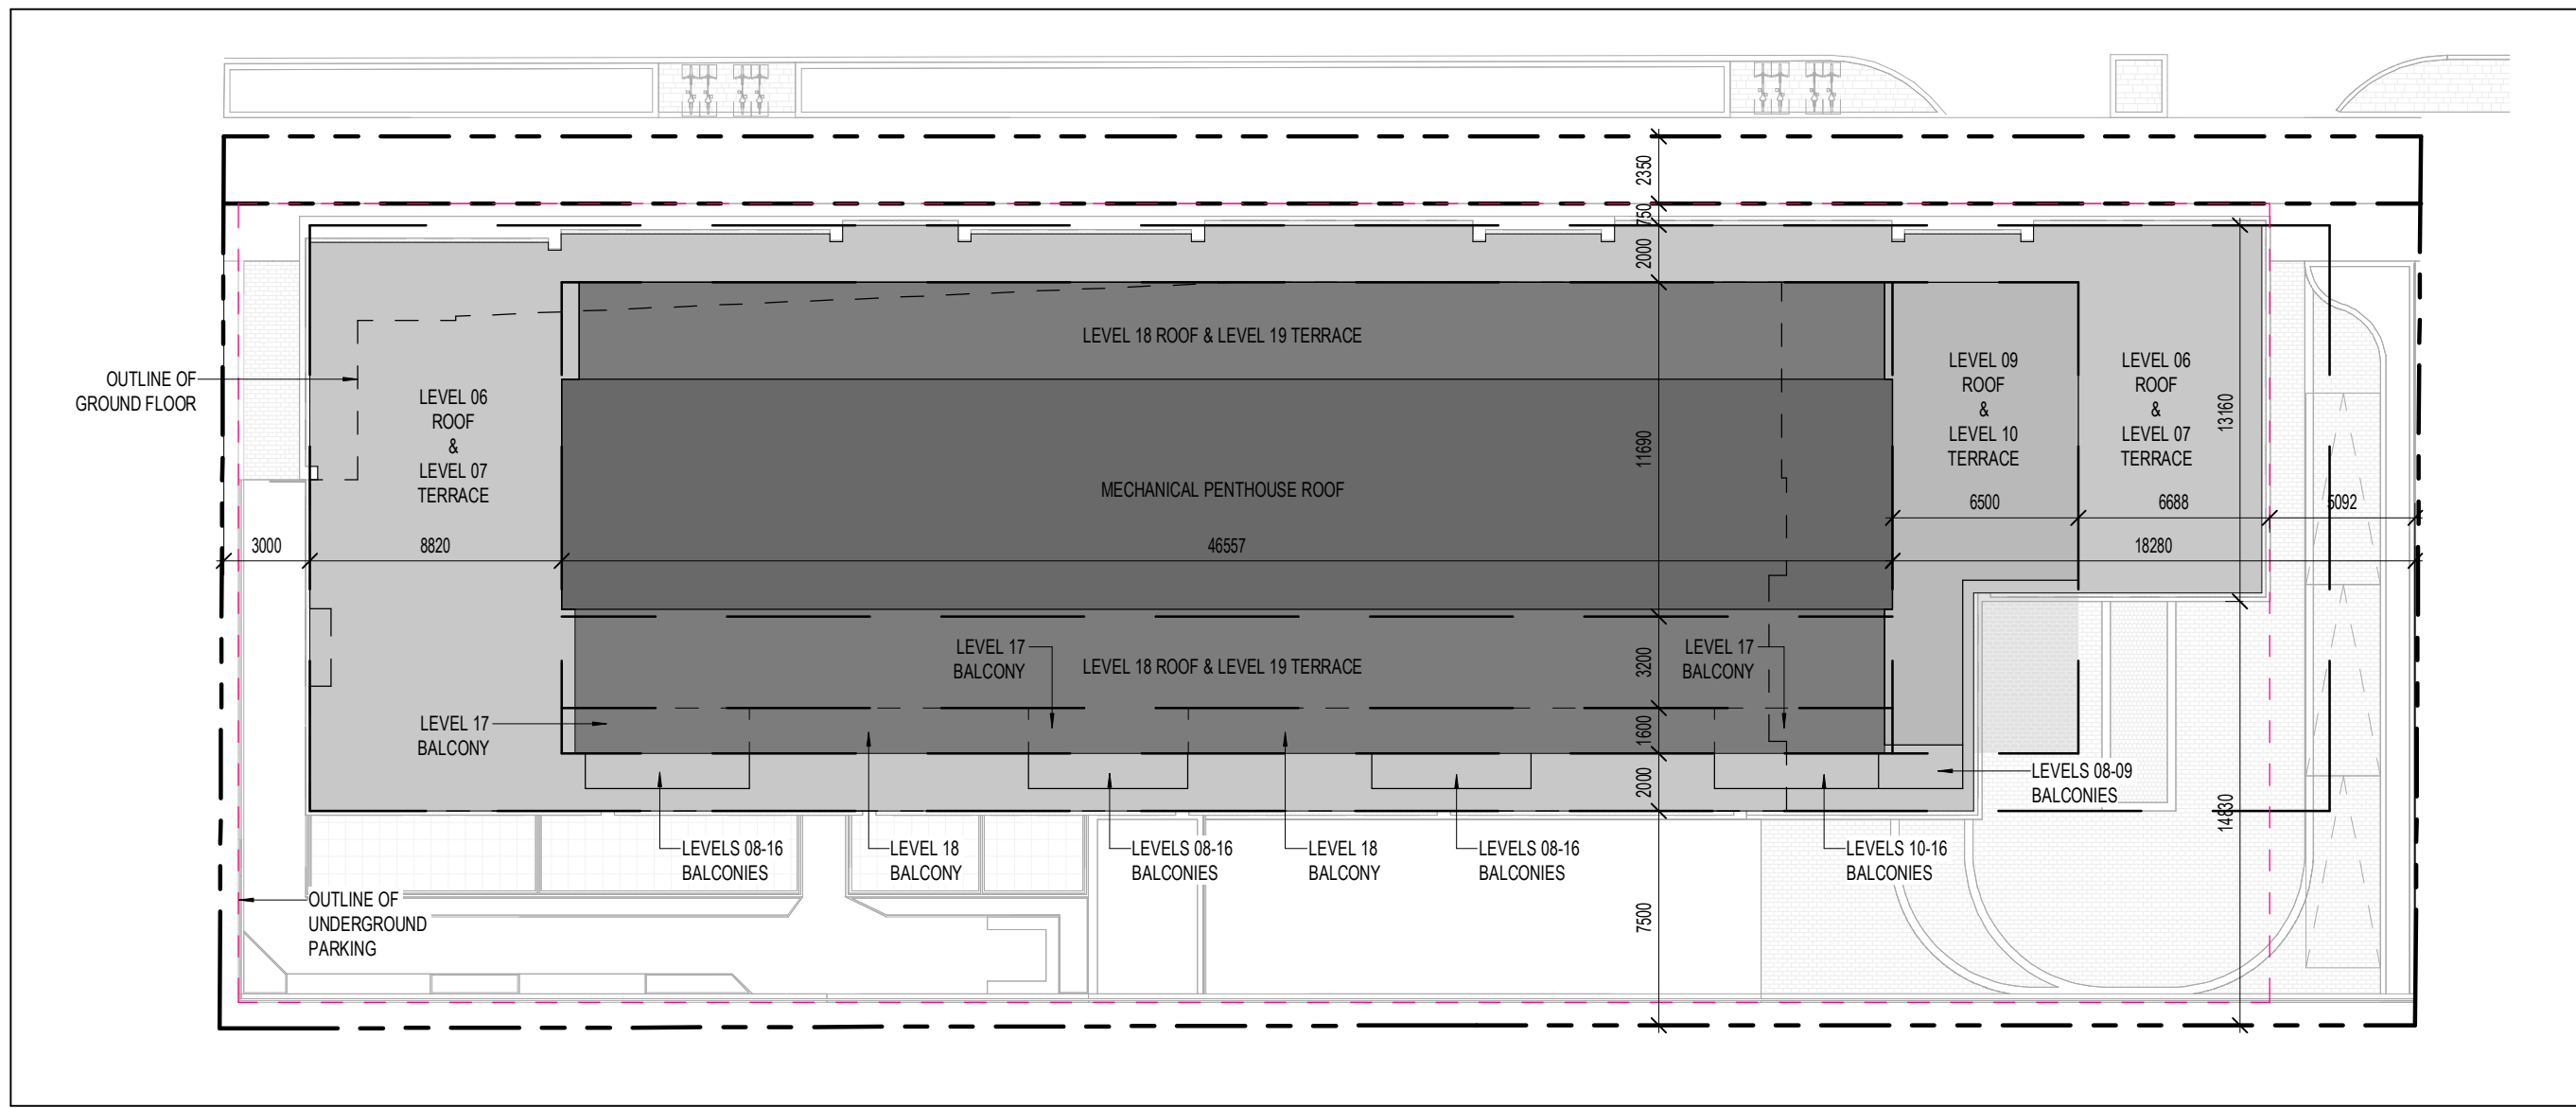 2350
750
2000
LEVEL 18 ROOF & LEVEL 19 TERRACE
OUTLINE OF
GROUND FLOOR
LEVEL 06
ROOF
&
LEVEL 07
TERRACE
LEVEL 09
ROOF
&
LEVEL 10
TERRACE
LEVEL 06
ROOF
&
LEVEL 07
TERRACE
13160
11690
MECHANICAL PENTHOUSE ROOF
6500
6688
5092
3000
8820
46557
18280
LEVEL 17
BALCONY
LEVEL 18 ROOF & LEVEL 19 TERRACE
3200
LEVEL 17
BALCONY
LEVEL 17
BALCONY
1600
2000
LEVELS 08-09
BALCONIES
14830
LEVELS 08-16
BALCONIES
LEVEL 18
BALCONY
LEVELS 08-16
BALCONIES
LEVEL 18
BALCONY
LEVELS 08-16
BALCONIES
LEVELS 10-16
BALCONIES
OUTLINE OF
UNDERGROUND
PARKING
7500